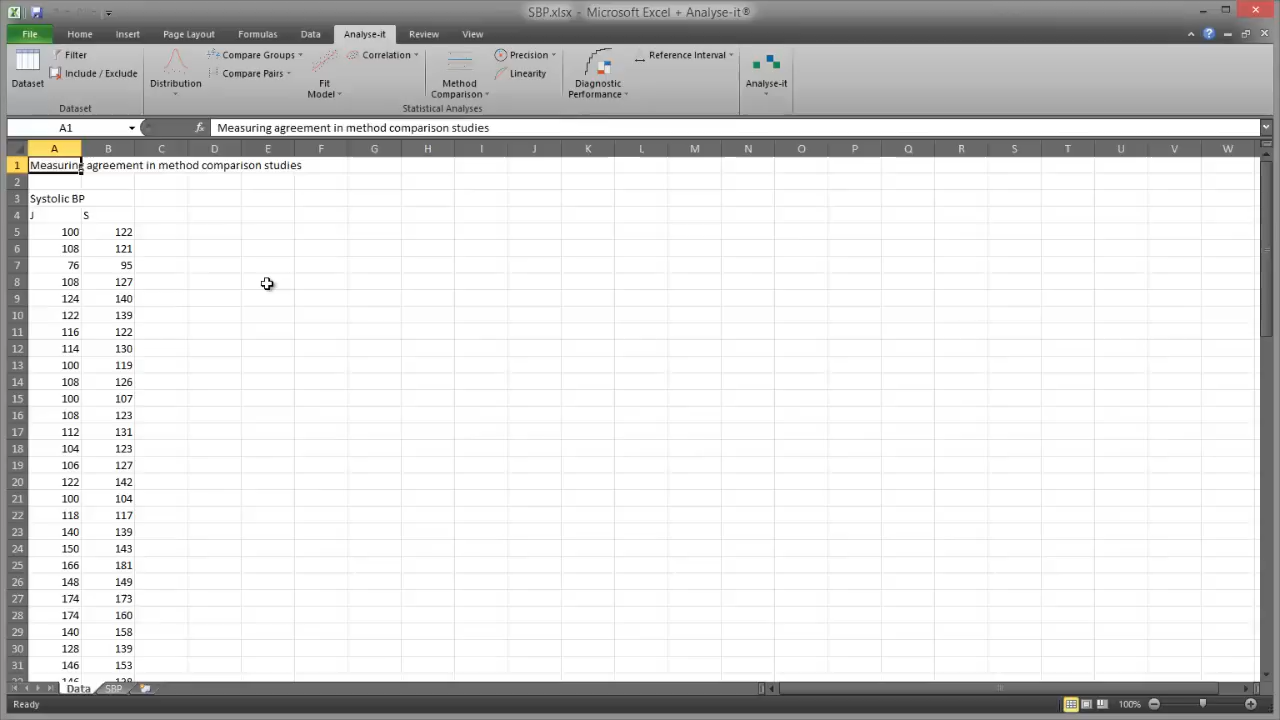 SBP.xlsx - Microsoft Excel + Analyse-it®
File Home Insert Page Layout Formulas Data Analyse-it Review View
Dataset
Filter
Include / Exclude
Dataset
Distribution
Compare Groups
Compare Pairs
Fit
Model
Correlation
Method
Comparison
Precision
Linearity
Diagnostic
Performance
Reference Interval
Statistical Analyses
Analyse-it
A1 fx Measuring agreement in method comparison studies
A B C D E F G H I J K L M N O P Q R S T U V W
1 Measuring agreement in method comparison studies
2
3 Systolic BP
4 J S
5 100 122
6 108 121
7 76 95
8 108 127
9 124 140
10 122 139
11 116 122
12 114 130
13 100 119
14 108 126
15 100 107
16 108 123
17 112 131
18 104 123
19 106 127
20 122 142
21 100 104
22 118 117
23 140 139
24 150 143
25 166 181
26 148 149
27 174 173
28 174 160
29 140 158
30 128 139
31 146 153
Data SBP
Ready 100%